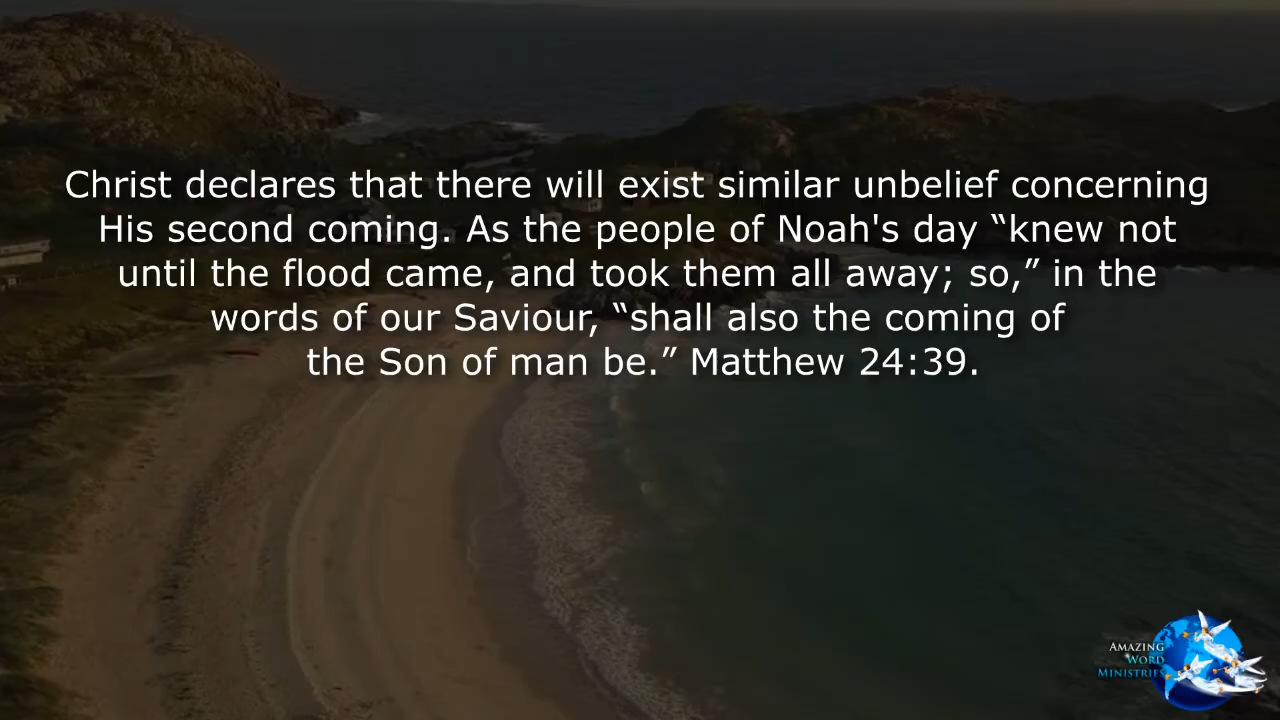 Christ declares that there will exist similar unbelief concerning
His second coming. As the people of Noah's day “knew not
until the flood came, and took them all away; so,” in the
words of our Saviour, “shall also the coming of
the Son of man be.” Matthew 24:39.
Amazing
Word
Ministries